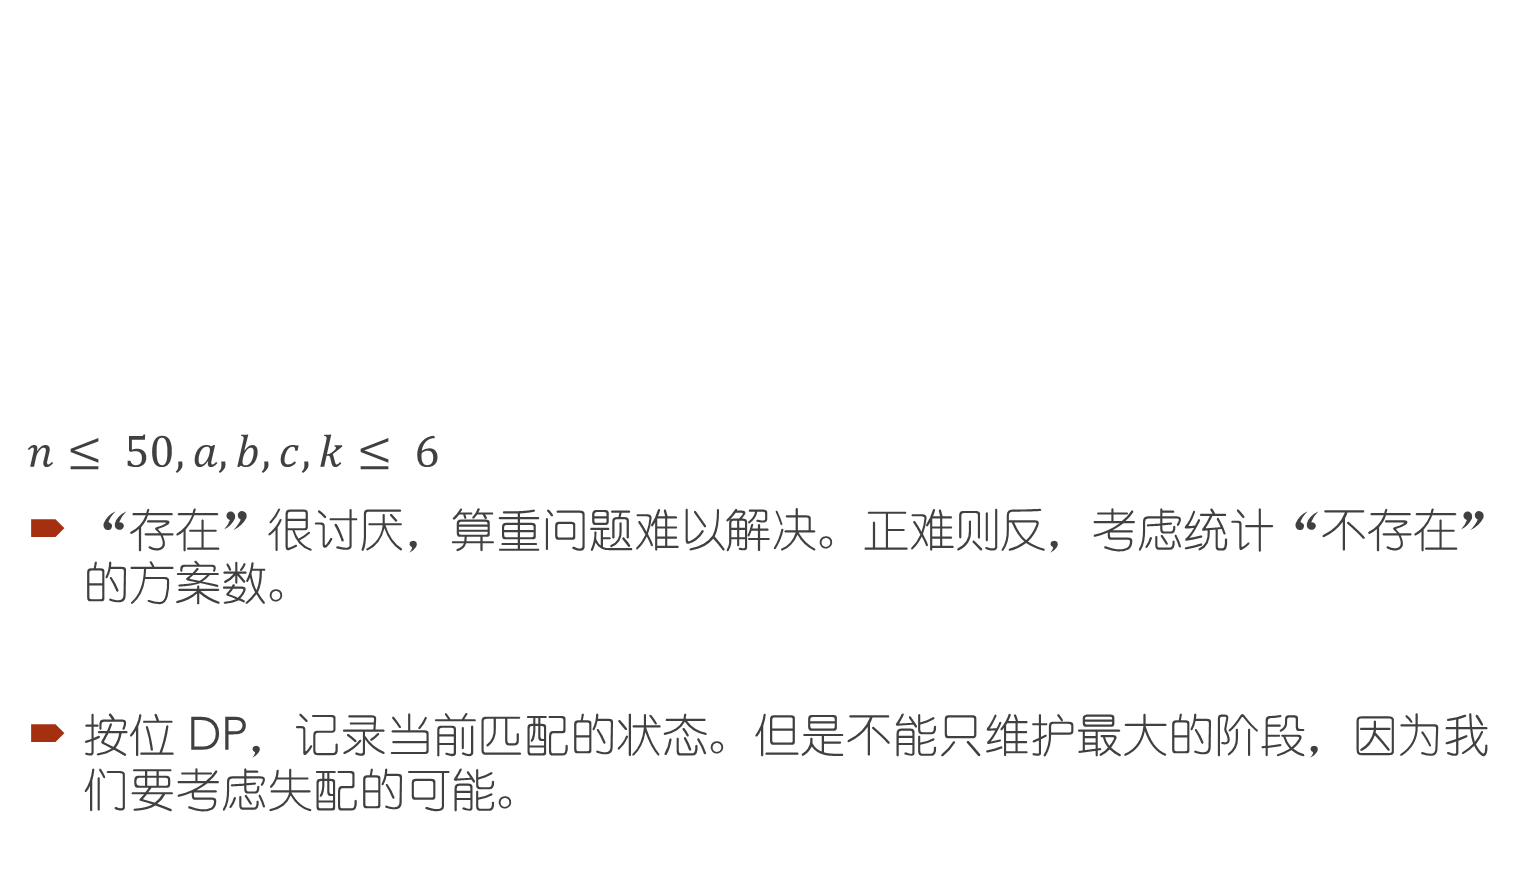 n ≤ 50, a, b, c, k ≤ 6
“存在”很讨厌，算重问题难以解决。正难则反，考虑统计“不存在”
的方案数。
按位 DP，记录当前匹配的状态。但是不能只维护最大的阶段，因为我
们要考虑失配的可能。